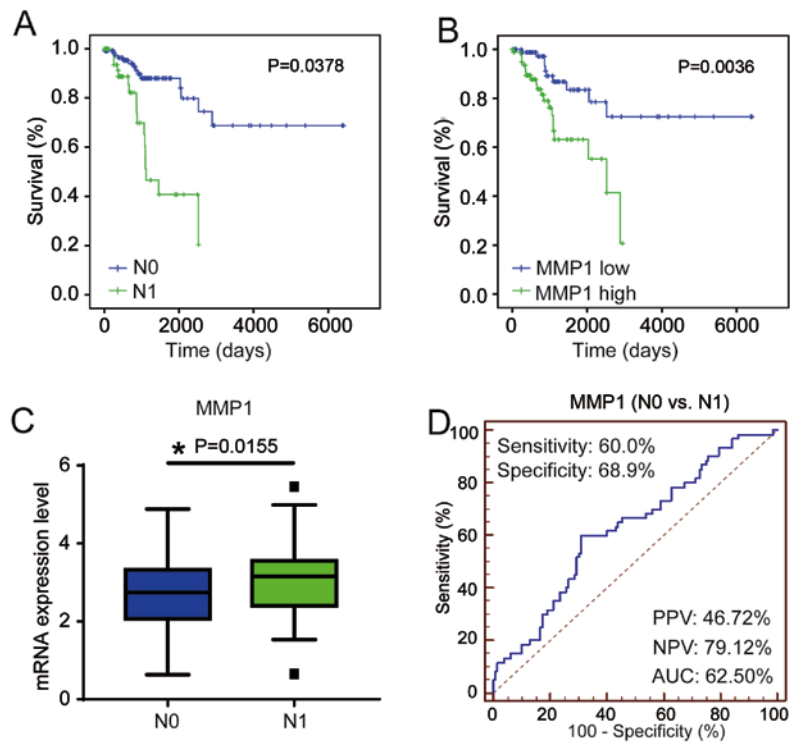 A
1.0
0.8
0.6
0.4
0.2
0.0
Survival (%)
P=0.0378
N0
N1
0
2000
4000
6000
Time (days)
B
1.0
0.8
0.6
0.4
0.2
0.0
Survival (%)
P=0.0036
MMP1 low
MMP1 high
0
2000
4000
6000
Time (days)
C
MMP1
* P=0.0155
6
4
2
0
mRNA expression level
N0
N1
D
MMP1 (N0 vs. N1)
100
80
60
40
20
0
Sensitivity (%)
Sensitivity: 60.0%
Specificity: 68.9%
PPV: 46.72%
NPV: 79.12%
AUC: 62.50%
0
20
40
60
80
100
100 - Specificity (%)